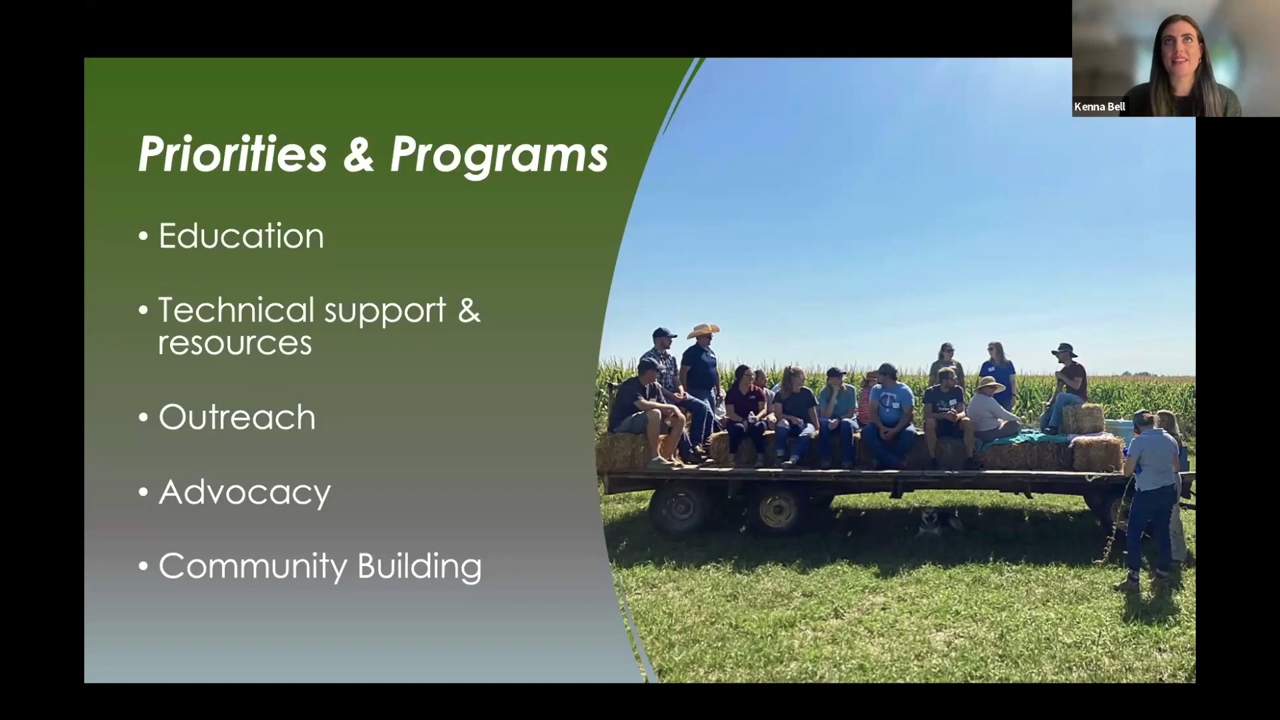 Kenna Bell
Priorities & Programs
• Education
• Technical support &
resources
• Outreach
• Advocacy
• Community Building